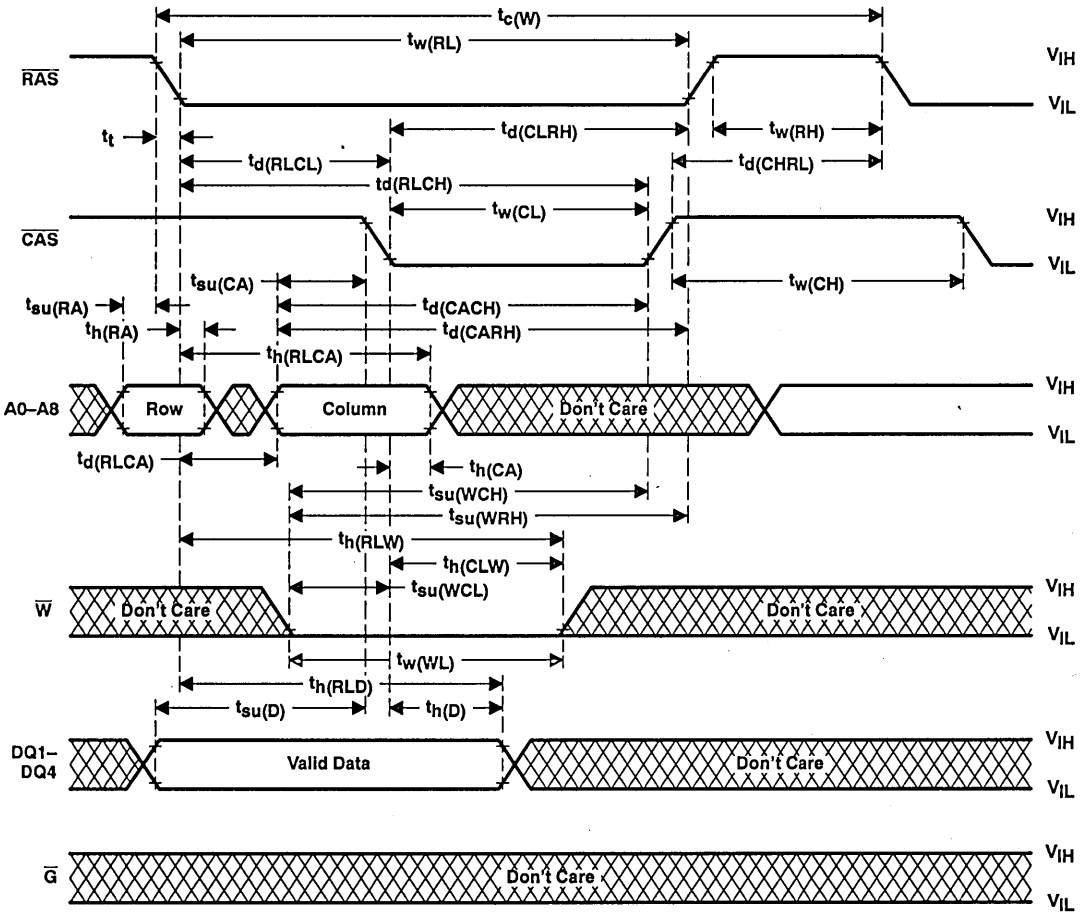 tc(W)
tw(RL)
RAS
VIH
VIL
tt
td(CLRH)
tw(RH)
td(RLCL)
td(CHRL)
td(RLCH)
tw(CL)
CAS
VIH
VIL
tsu(CA)
tw(CH)
tsu(RA)
td(CACH)
th(RA)
td(CARH)
th(RLCA)
A0–A8
Row
Column
Don't Care
VIH
VIL
td(RLCA)
th(CA)
tsu(WCH)
tsu(WRH)
th(RLW)
th(CLW)
tsu(WCL)
W
Don't Care
Don't Care
VIH
VIL
tw(WL)
th(RLD)
tsu(D)
th(D)
DQ1–
DQ4
Valid Data
Don't Care
VIH
VIL
G
Don't Care
VIH
VIL